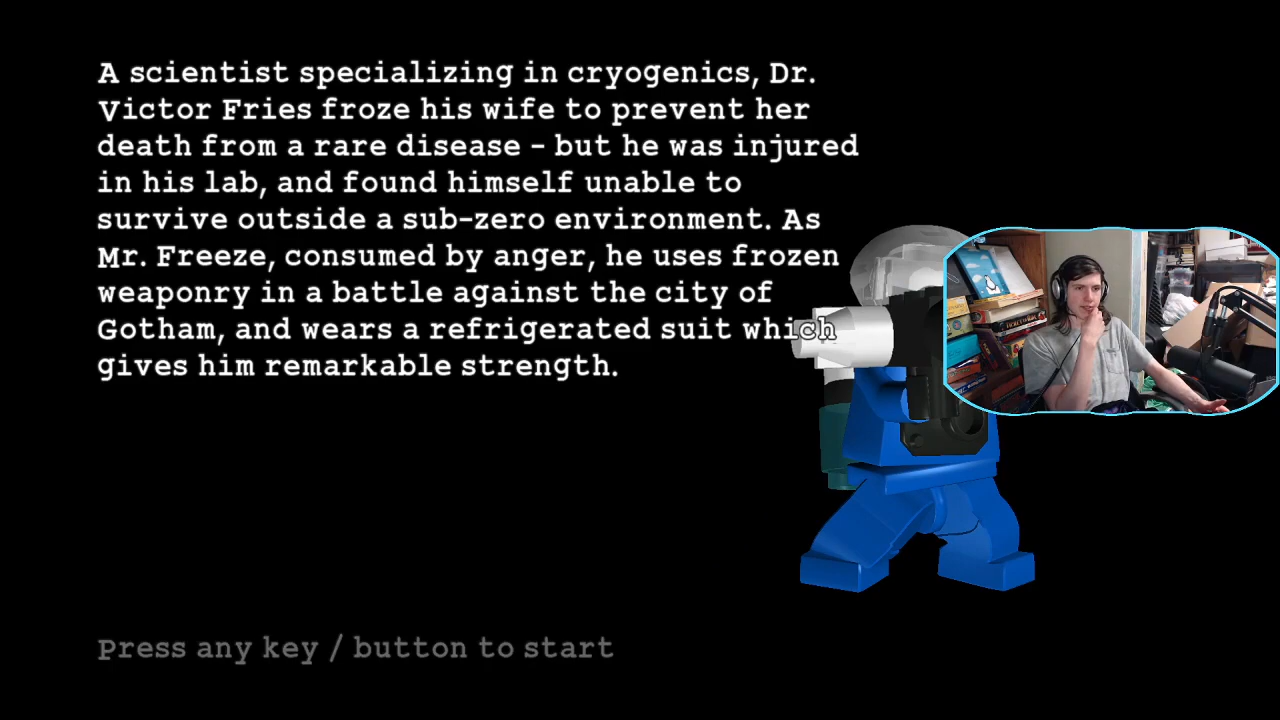 A scientist specializing in cryogenics, Dr.
Victor Fries froze his wife to prevent her
death from a rare disease - but he was injured
in his lab, and found himself unable to
survive outside a sub-zero environment. As
Mr. Freeze, consumed by anger, he uses frozen
weaponry in a battle against the city of
Gotham, and wears a refrigerated suit which
gives him remarkable strength.
Press any key / button to start